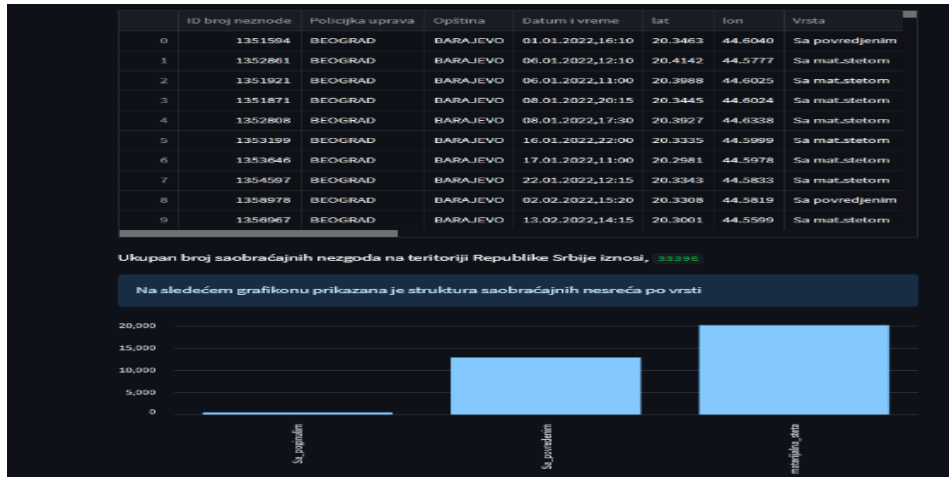 ID broj neznode Policijka uprava Opština Datum i vreme lat lon Vrsta
0 1351594 BEOGRAD BARAJEVO 01.01.2022,16:10 20.3463 44.6040 Sa povredjenim
1 1352861 BEOGRAD BARAJEVO 06.01.2022,12:10 20.4142 44.5777 Sa mat.stetom
2 1351921 BEOGRAD BARAJEVO 06.01.2022,11:00 20.3988 44.6025 Sa mat.stetom
3 1351871 BEOGRAD BARAJEVO 08.01.2022,20:15 20.3445 44.6024 Sa mat.stetom
4 1352808 BEOGRAD BARAJEVO 08.01.2022,17:30 20.3927 44.6338 Sa mat.stetom
5 1353199 BEOGRAD BARAJEVO 16.01.2022,22:00 20.3335 44.5999 Sa mat.stetom
6 1353646 BEOGRAD BARAJEVO 17.01.2022,11:00 20.2981 44.5978 Sa mat.stetom
7 1354597 BEOGRAD BARAJEVO 22.01.2022,12:15 20.3343 44.5833 Sa mat.stetom
8 1358978 BEOGRAD BARAJEVO 02.02.2022,15:20 20.3308 44.5819 Sa povredjenim
9 1356967 BEOGRAD BARAJEVO 13.02.2022,14:15 20.3001 44.5599 Sa mat.stetom
Ukupan broj saobraćajnih nezgoda na teritoriji Republike Srbije iznosi,
Na sledećem grafikonu prikazana je struktura saobraćajnih nesreća po vrsti
20,000
15,000
10,000
5,000
0
Sa_poginulim
Sa_povređenim
materijalna_steta